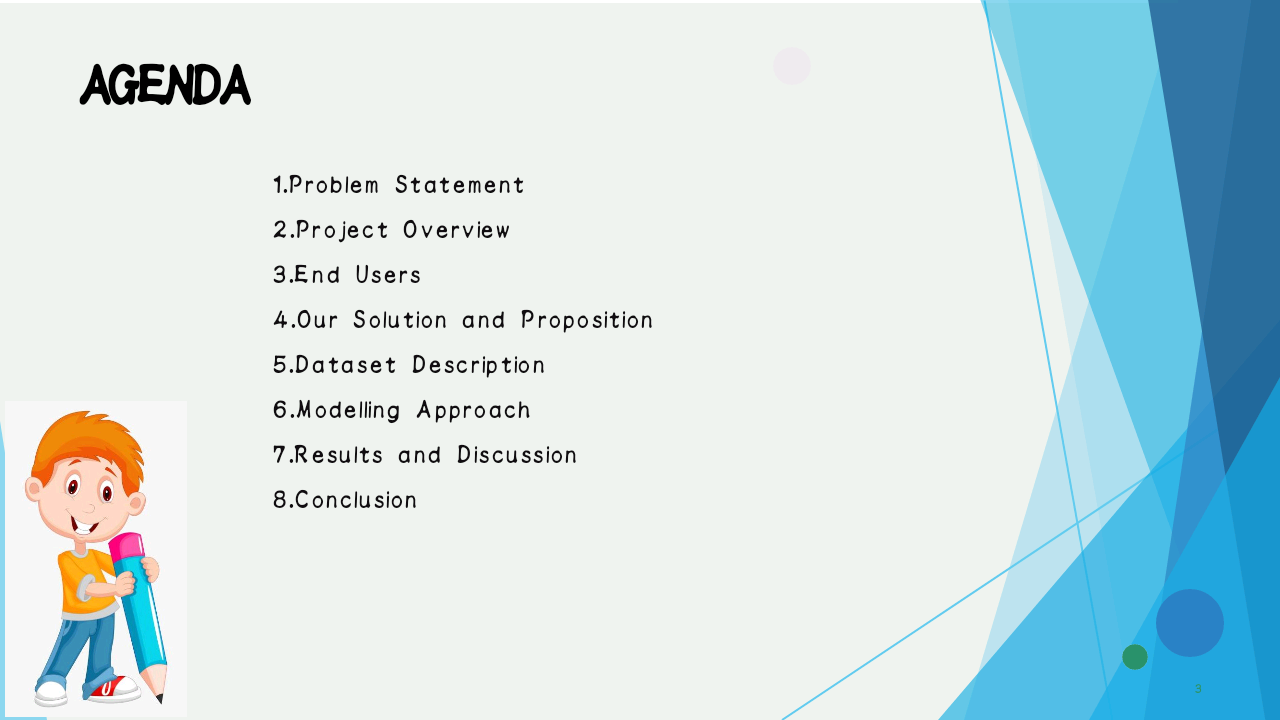 AGENDA
1.Problem Statement
2.Project Overview
3.End Users
4.Our Solution and Proposition
5.Dataset Description
6.Modelling Approach
7.Results and Discussion
8.Conclusion
3